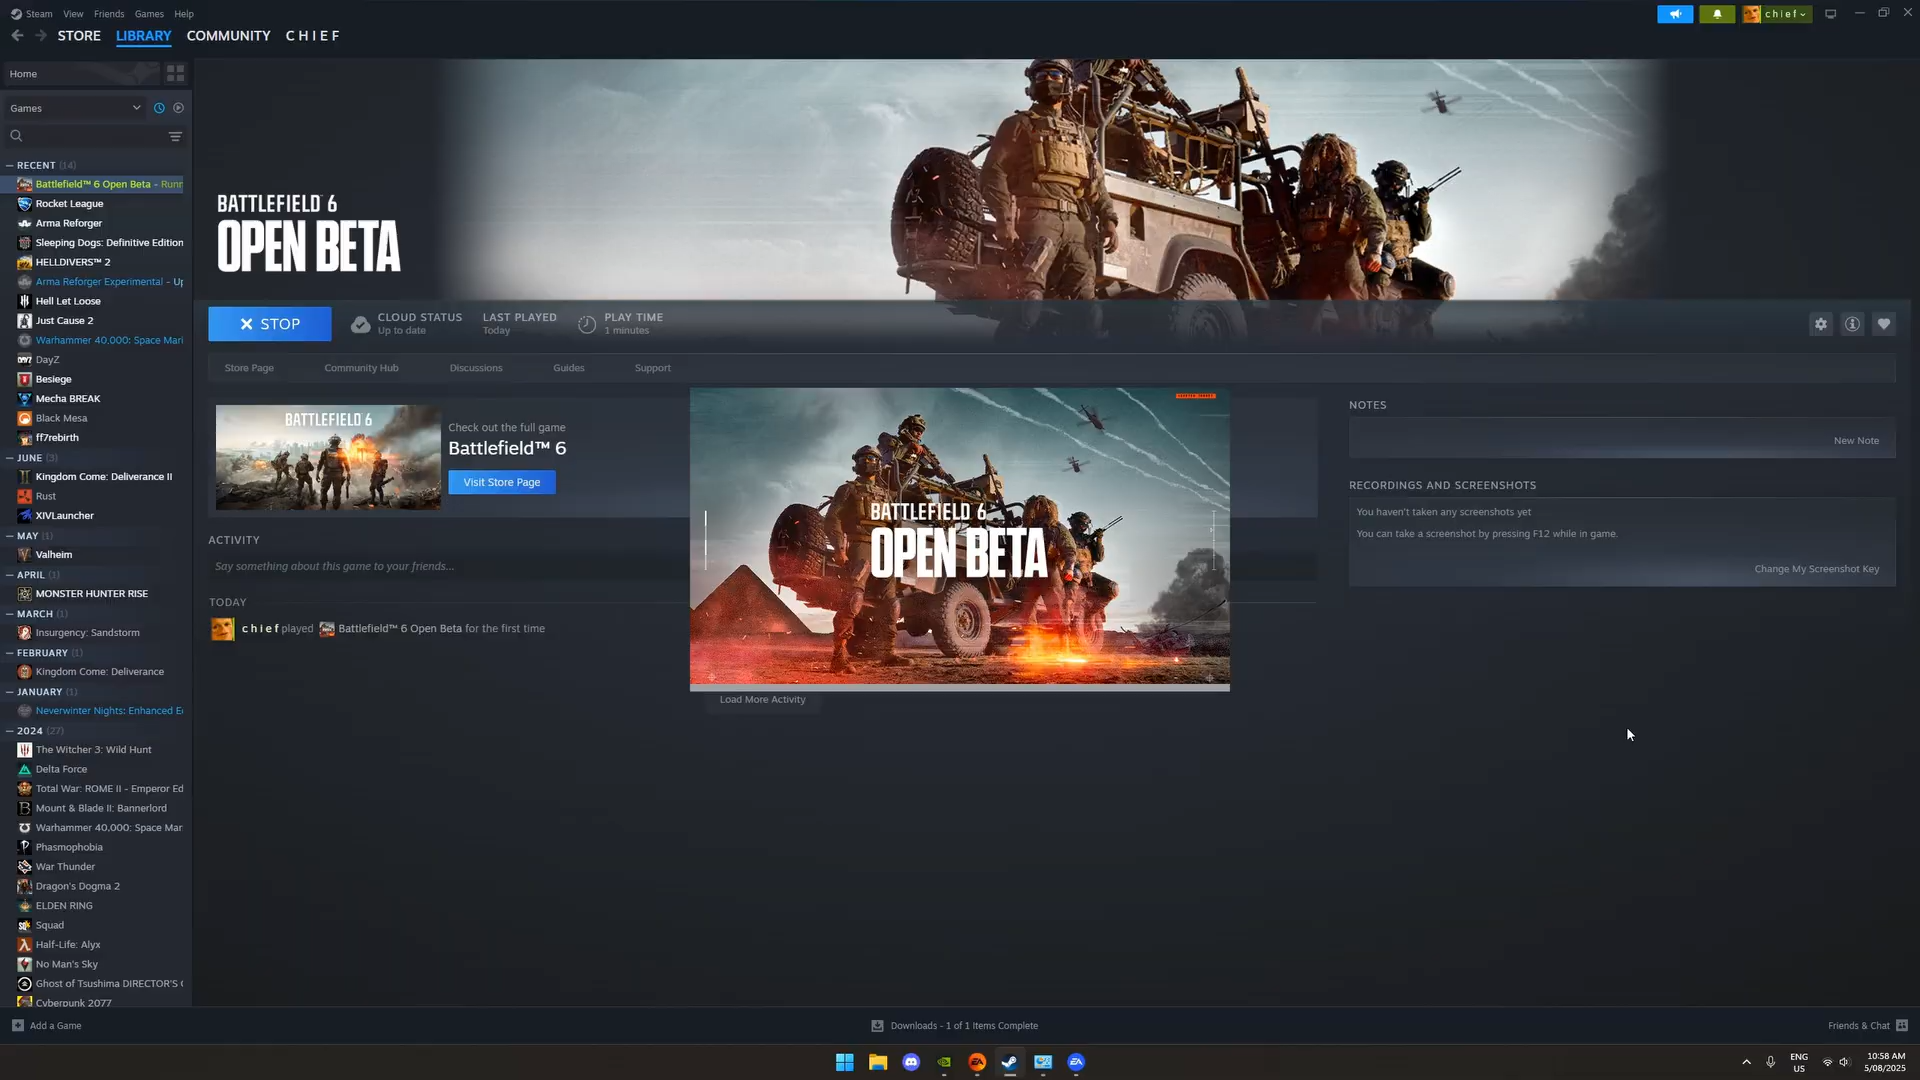 Steam View Friends Games Help
chief
STORE LIBRARY COMMUNITY CHIEF
Home
Games
RECENT (14)
Battlefield™ 6 Open Beta - Runn
Rocket League
Arma Reforger
Sleeping Dogs: Definitive Edition
HELLDIVERS™ 2
Arma Reforger Experimental - Up
Hell Let Loose
Just Cause 2
Warhammer 40,000: Space Mari
DayZ
Besiege
Mecha BREAK
Black Mesa
ff7rebirth
JUNE (3)
Kingdom Come: Deliverance II
Rust
XIVLauncher
MAY (1)
Valheim
APRIL (1)
MONSTER HUNTER RISE
MARCH (1)
Insurgency: Sandstorm
FEBRUARY (1)
Kingdom Come: Deliverance
JANUARY (1)
Neverwinter Nights: Enhanced E
2024 (27)
The Witcher 3: Wild Hunt
Delta Force
Total War: ROME II - Emperor Ed
Mount & Blade II: Bannerlord
Warhammer 40,000: Space Mar
Phasmophobia
War Thunder
Dragon's Dogma 2
ELDEN RING
Squad
Half-Life: Alyx
No Man's Sky
Ghost of Tsushima DIRECTOR'S C
Cyberpunk 2077
BATTLEFIELD 6
OPEN BETA
STOP
CLOUD STATUS
Up to date
LAST PLAYED
Today
PLAY TIME
1 minutes
Store Page Community Hub Discussions Guides Support
BATTLEFIELD 6
Check out the full game
Battlefield™ 6
Visit Store Page
ACTIVITY
Say something about this game to your friends...
TODAY
chief played Battlefield™ 6 Open Beta for the first time
BATTLEFIELD 6
OPEN BETA
Load More Activity
NOTES
New Note
RECORDINGS AND SCREENSHOTS
You haven't taken any screenshots yet
You can take a screenshot by pressing F12 while in game.
Change My Screenshot Key
Add a Game
Downloads - 1 of 1 Items Complete
Friends & Chat
ENG
US
10:58 AM
5/08/2025